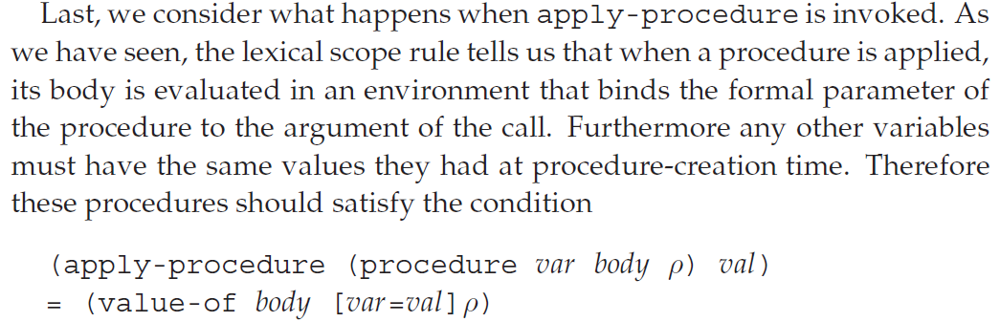 Last, we consider what happens when apply-procedure is invoked. As
we have seen, the lexical scope rule tells us that when a procedure is applied,
its body is evaluated in an environment that binds the formal parameter of
the procedure to the argument of the call. Furthermore any other variables
must have the same values they had at procedure-creation time. Therefore
these procedures should satisfy the condition
(apply-procedure (procedure var body ρ) val)
= (value-of body [var=val]ρ)